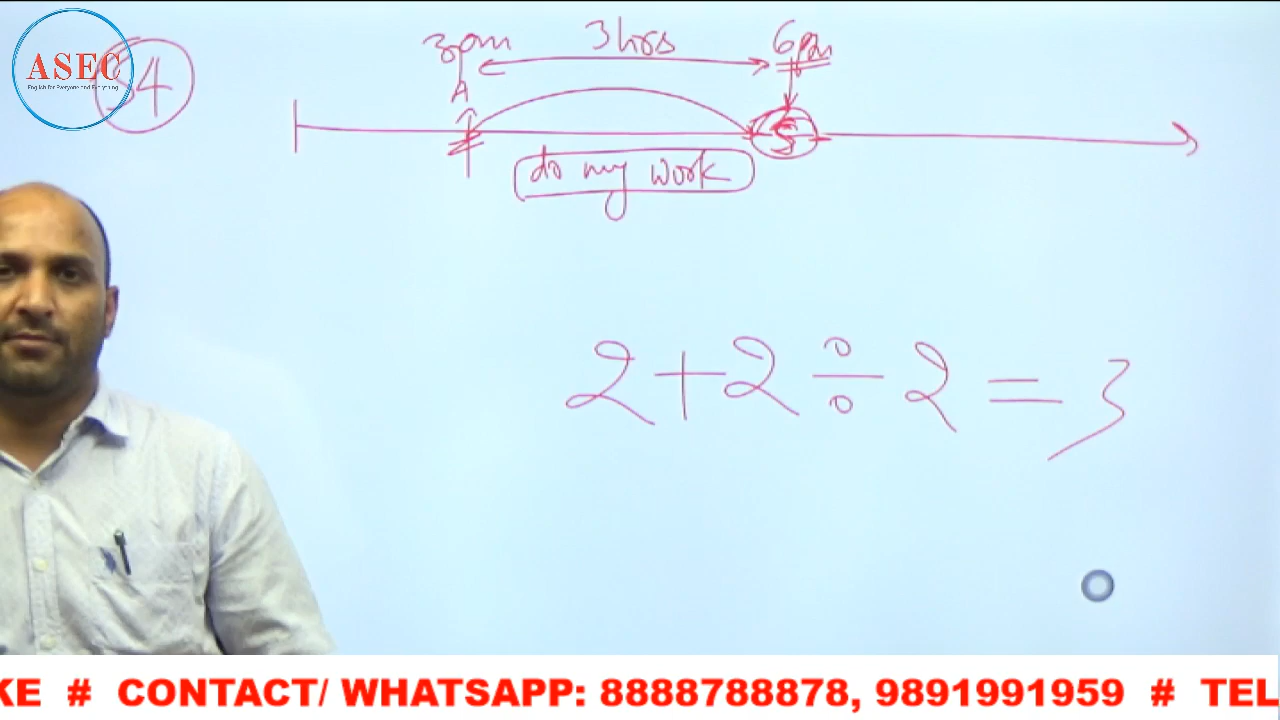 ASEC
English for Everyone and Everything
34
3pm 3hrs 6pm
A
S
do my work
2+2÷2=3
KE # CONTACT/ WHATSAPP: 8888788878, 9891991959 # TEL